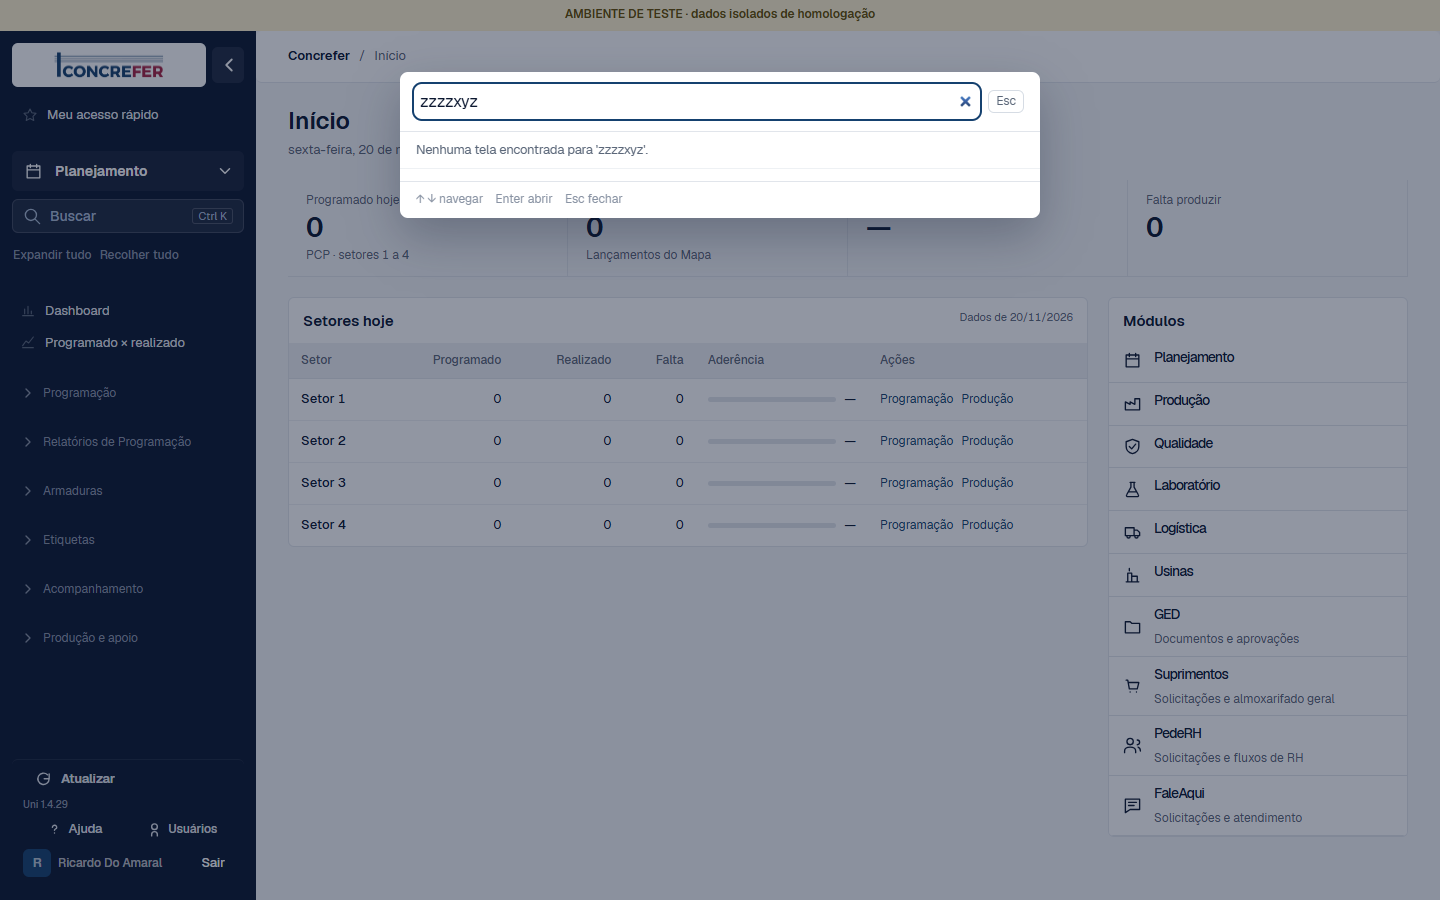 AMBIENTE DE TESTE · dados isolados de homologação
CONCREFER
Meu acesso rápido
Planejamento
Buscar Ctrl K
Expandir tudo Recolher tudo
Dashboard
Programado × realizado
Programação
Relatórios de Programação
Armaduras
Etiquetas
Acompanhamento
Produção e apoio
Atualizar
Uni 1.4.29
? Ajuda Usuários
R Ricardo Do Amaral Sair
Concrefer / Início
zzzzxyz Esc
Nenhuma tela encontrada para 'zzzzxyz'.
↑↓ navegar Enter abrir Esc fechar
Início
sexta-feira, 20 de
Programado hoje Falta produzir
0 0 — 0
PCP · setores 1 a 4 Lançamentos do Mapa
Setores hoje Dados de 20/11/2026
Setor Programado Realizado Falta Aderência Ações
Setor 1 0 0 0 — Programação Produção
Setor 2 0 0 0 — Programação Produção
Setor 3 0 0 0 — Programação Produção
Setor 4 0 0 0 — Programação Produção
Módulos
Planejamento
Produção
Qualidade
Laboratório
Logística
Usinas
GED
Documentos e aprovações
Suprimentos
Solicitações e almoxarifado geral
PedeRH
Solicitações e fluxos de RH
FaleAqui
Solicitações e atendimento